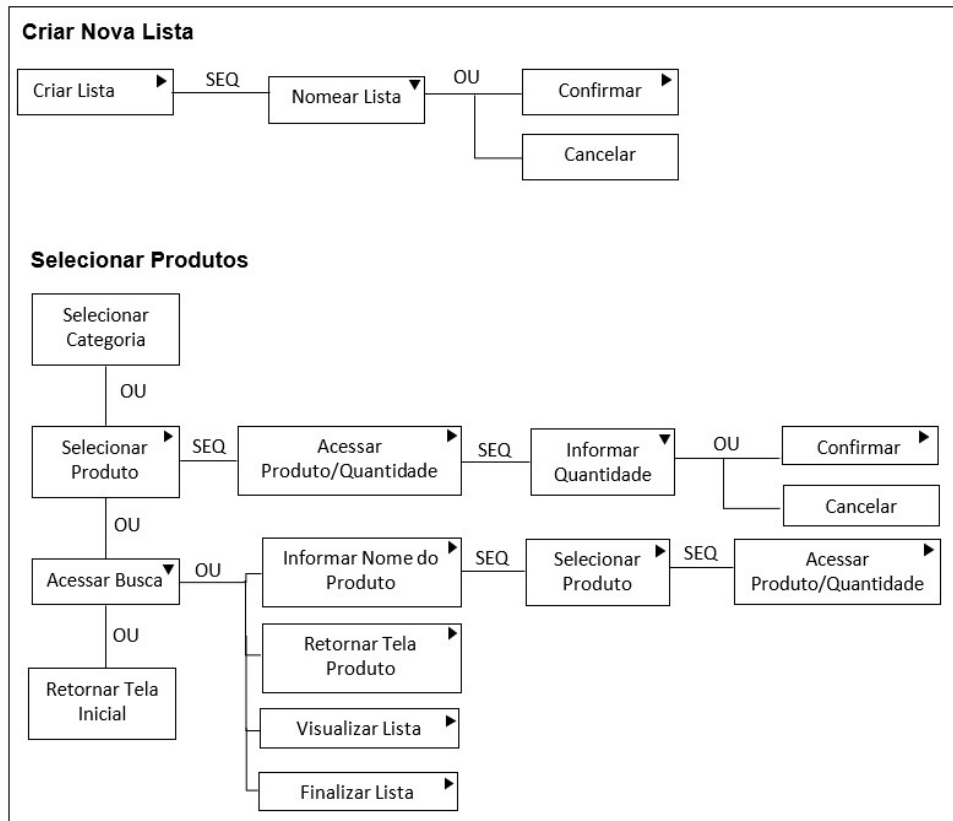 Criar Nova Lista
Criar Lista
SEQ
Nomear Lista
OU
Confirmar
Cancelar
Selecionar Produtos
Selecionar
Categoria
OU
Selecionar
Produto
SEQ
Acessar
Produto/Quantidade
SEQ
Informar
Quantidade
OU
Confirmar
Cancelar
OU
Acessar Busca
OU
Informar Nome do
Produto
SEQ
Selecionar
Produto
SEQ
Acessar
Produto/Quantidade
Retornar Tela
Produto
Visualizar Lista
Finalizar Lista
OU
Retornar Tela
Inicial